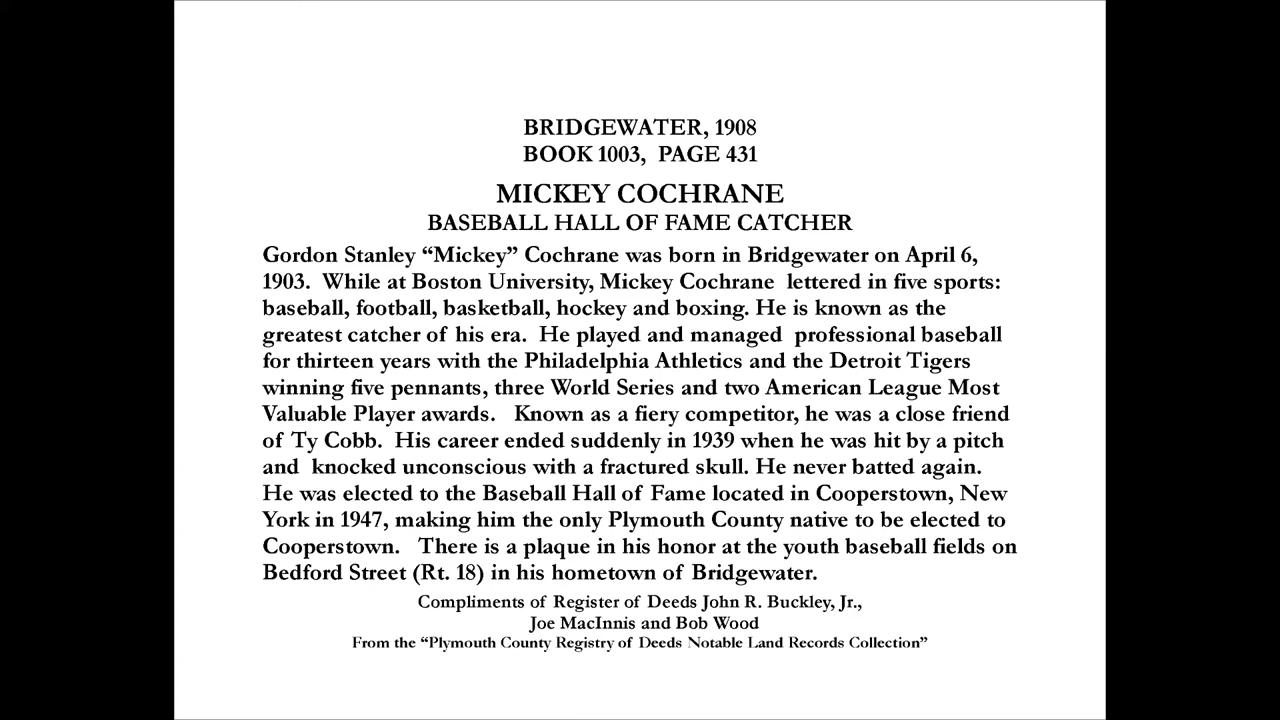 BRIDGEWATER, 1908
BOOK 1003, PAGE 431
MICKEY COCHRANE
BASEBALL HALL OF FAME CATCHER
Gordon Stanley “Mickey” Cochrane was born in Bridgewater on April 6,
1903. While at Boston University, Mickey Cochrane lettered in five sports:
baseball, football, basketball, hockey and boxing. He is known as the
greatest catcher of his era. He played and managed professional baseball
for thirteen years with the Philadelphia Athletics and the Detroit Tigers
winning five pennants, three World Series and two American League Most
Valuable Player awards. Known as a fiery competitor, he was a close friend
of Ty Cobb. His career ended suddenly in 1939 when he was hit by a pitch
and knocked unconscious with a fractured skull. He never batted again.
He was elected to the Baseball Hall of Fame located in Cooperstown, New
York in 1947, making him the only Plymouth County native to be elected to
Cooperstown. There is a plaque in his honor at the youth baseball fields on
Bedford Street (Rt. 18) in his hometown of Bridgewater.
Compliments of Register of Deeds John R. Buckley, Jr.,
Joe MacInnis and Bob Wood
From the “Plymouth County Registry of Deeds Notable Land Records Collection”